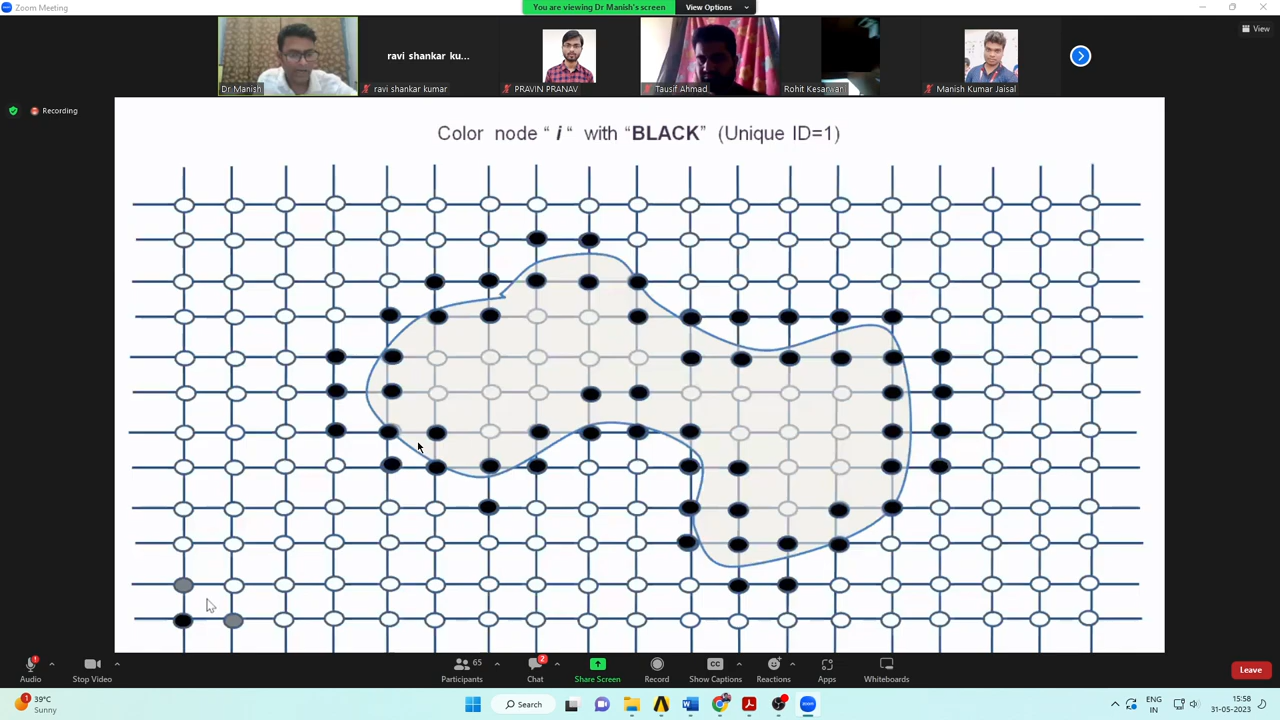 Zoom Meeting
You are viewing Dr Manish's screen
View Options
View
ravi shankar ku...
Dr Manish
ravi shankar kumar
PRAVIN PRANAV
Tausif Ahmad
Rohit Kesarwani
Manish Kumar Jaisal
Recording
Color node “ i “ with “BLACK” (Unique ID=1)
65
2
Audio
Stop Video
Participants
Chat
Share Screen
Record
Show Captions
Reactions
Apps
Whiteboards
Leave
1
39°C
Sunny
Search
ENG
IN
15:58
31-05-2023